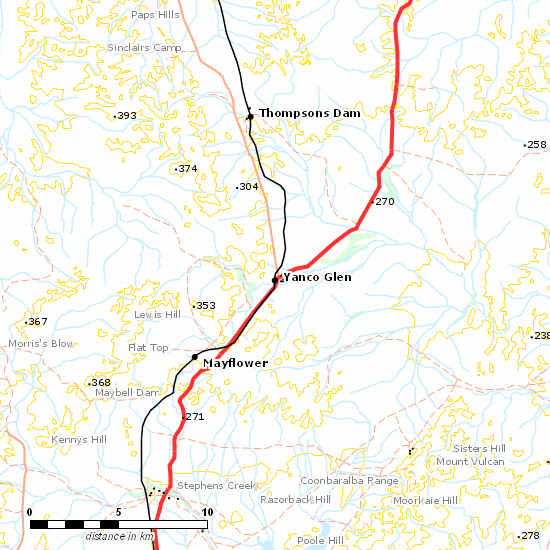 Paps Hills
Sinclairs Camp
393
Thompsons Dam
258
374
304
270
Yanco Glen
353
Lewis Hill
367
238
Morris's Blow
Flat Top
Mayflower
368
Maybell Dam
271
Kennys Hill
Sisters Hill
Mount Vulcan
Coonbaralba Range
Stephens Creek
Razorback Hill
Moorkaie Hill
0 5 10
distance in km
278
Poole Hill